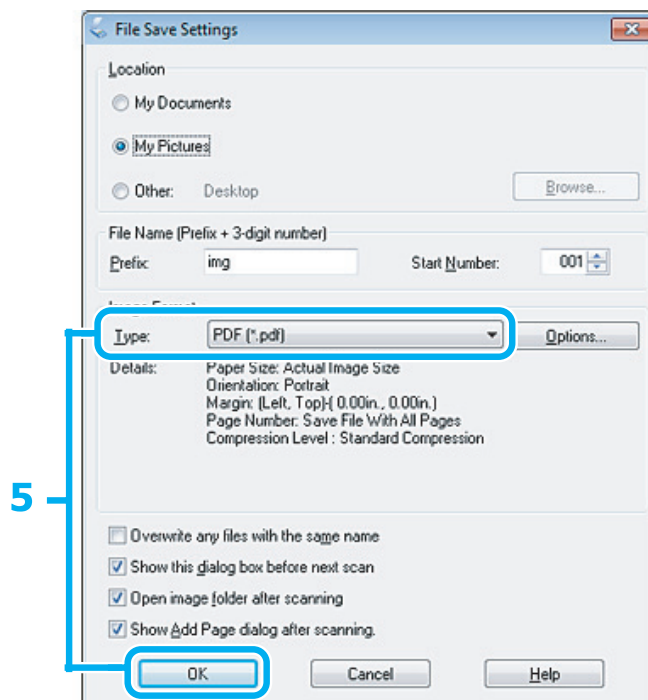 File Save Settings
Location
My Documents
My Pictures
Other: Desktop Browse...
File Name (Prefix + 3-digit number)
Prefix: img Start Number: 001
Image Format
Type: PDF (*.pdf) Options...
Details: Paper Size: Actual Image Size
Orientation: Portrait
Margin: (Left, Top)-( 0.00in., 0.00in.)
Page Number: Save File With All Pages
Compression Level : Standard Compression
5
Overwrite any files with the same name
Show this dialog box before next scan
Open image folder after scanning
Show Add Page dialog after scanning.
OK Cancel Help